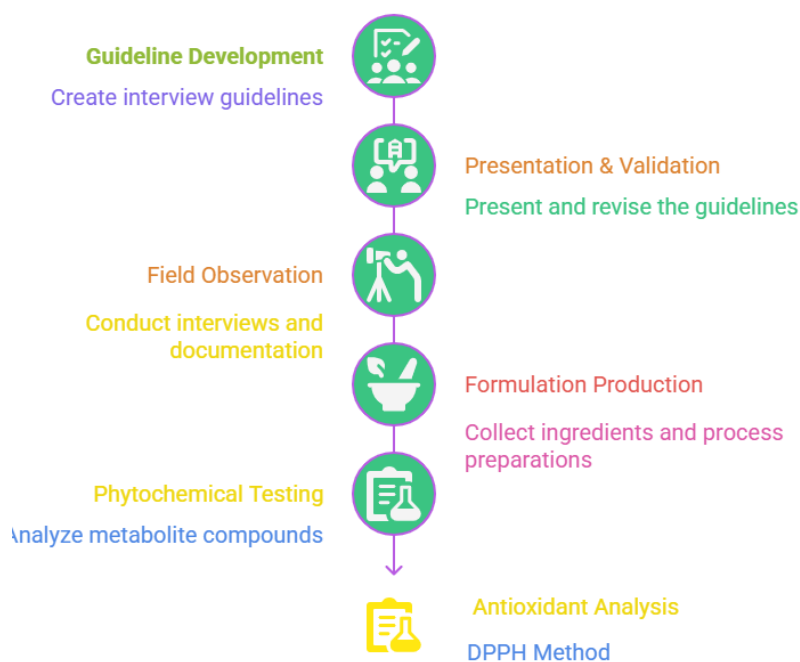 Guideline Development
Create interview guidelines
Presentation & Validation
Present and revise the guidelines
Field Observation
Conduct interviews and
documentation
Formulation Production
Collect ingredients and process
preparations
Phytochemical Testing
Analyze metabolite compounds
Antioxidant Analysis
DPPH Method